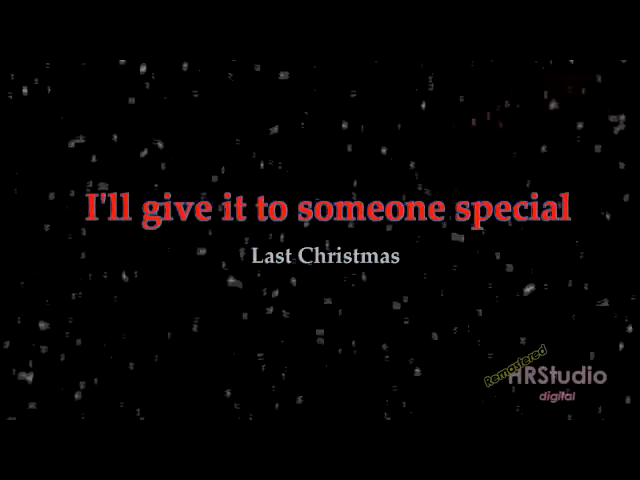 I'll give it to someone special
Last Christmas
Remastered
HRStudio
digital